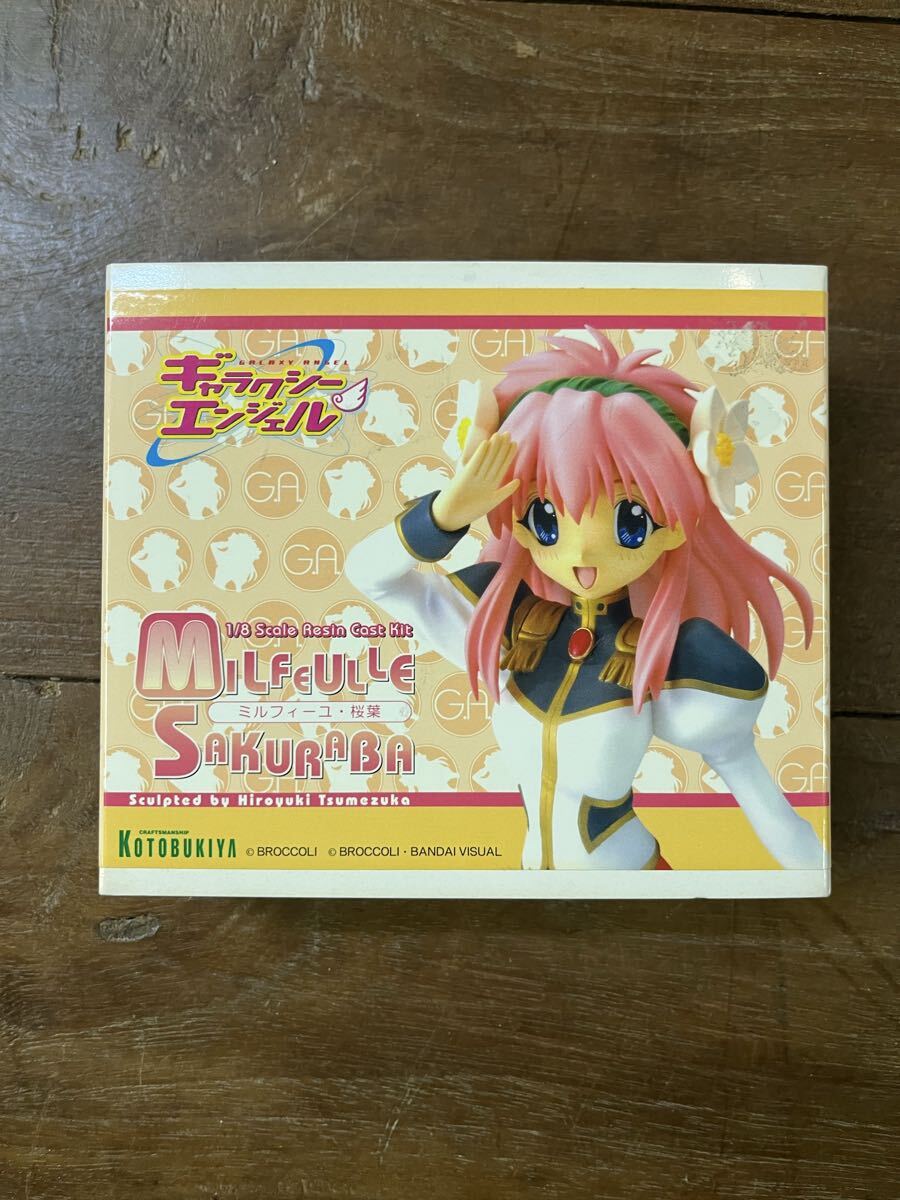 GALAXY ANGEL
ギャラクシー
エンジェル
G.A.
G.A.
G.A.
G.A.
G.A.
1/8 Scale Resin Cast Kit
MILFEULLE
ミルフィーユ・桜葉
SAKURABA
Sculpted by Hiroyuki Tsumezuka
CRAFTSMANSHIP
KOTOBUKIYA
© BROCCOLI © BROCCOLI・BANDAI VISUAL